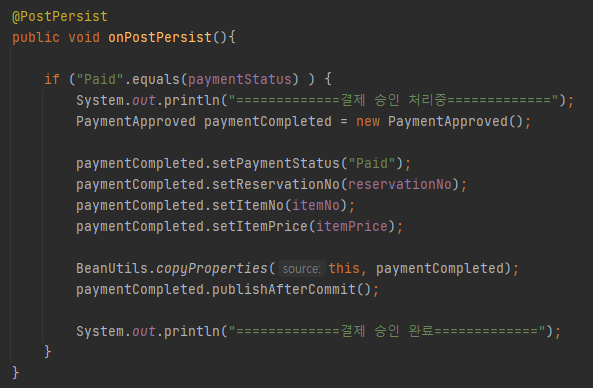 @PostPersist
public void onPostPersist(){
if ("Paid".equals(paymentStatus) ) {
System.out.println("=============결제 승인 처리중=============");
PaymentApproved paymentCompleted = new PaymentApproved();
paymentCompleted.setPaymentStatus("Paid");
paymentCompleted.setReservationNo(reservationNo);
paymentCompleted.setItemNo(itemNo);
paymentCompleted.setItemPrice(itemPrice);
BeanUtils.copyProperties( source: this, paymentCompleted);
paymentCompleted.publishAfterCommit();
System.out.println("=============결제 승인 완료=============");
}
}